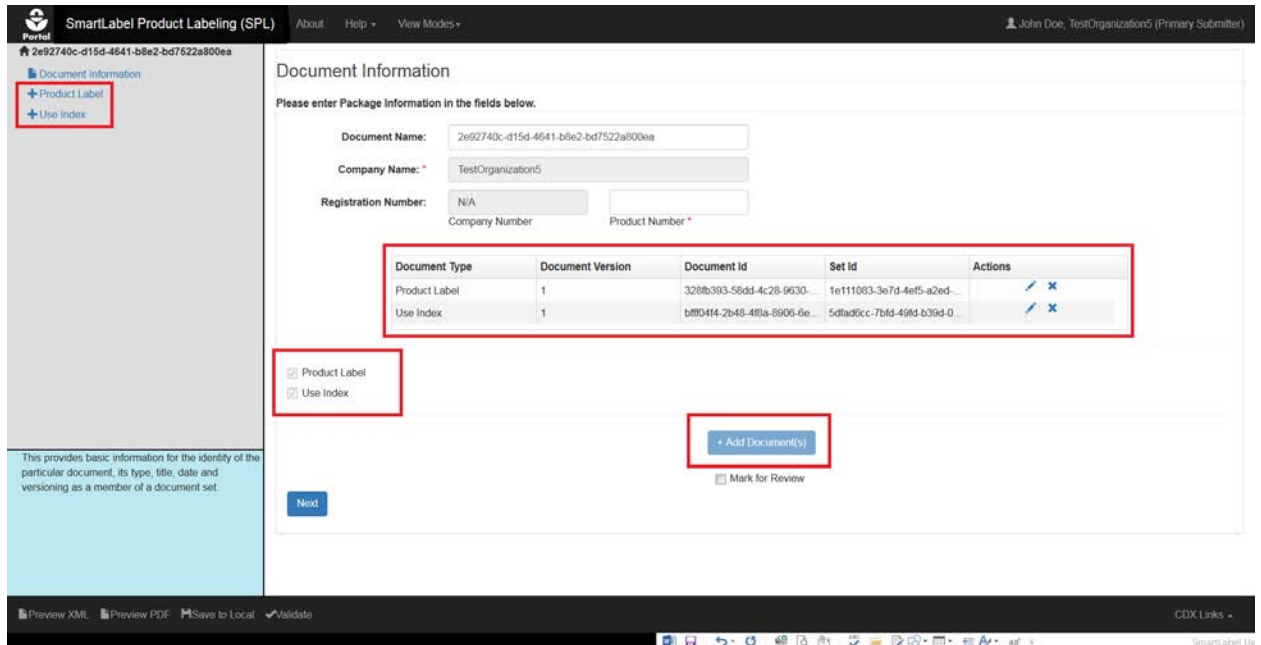 SmartLabel Product Labeling (SPL) About Help View Modes John Doe, TestOrganization5 (Primary Submitter)
Portal
2e92740c-d15d-4641-b8e2-bd7522a800ea
Document Information
+Product Label
+Use Index
Document Information
Please enter Package Information in the fields below.
Document Name: 2e92740c-d15d-4641-b8e2-bd7522a800ea
Company Name: * TestOrganization5
Registration Number: N/A
Company Number Product Number *
Document Type Document Version Document Id Set Id Actions
Product Label 1 328fb393-58dd-4c28-9630-... 1e111083-3e7d-4ef5-a2ed-...
Use Index 1 bfff04f4-2b48-4f8a-8906-6e... 5dfad6cc-7bfd-49fd-b39d-0...
Product Label
Use Index
+ Add Document(s)
Mark for Review
Next
This provides basic information for the identity of the
particular document, its type, title, date and
versioning as a member of a document set.
Preview XML Preview PDF Save to Local Validate CDX Links
SmartLabel Us